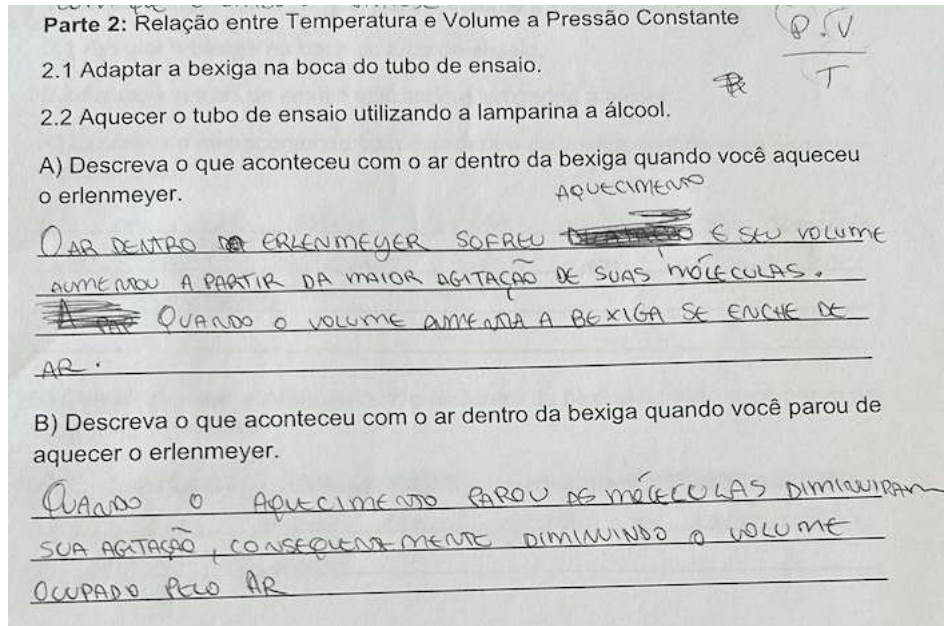 Parte 2: Relação entre Temperatura e Volume a Pressão Constante
P.V
T
2.1 Adaptar a bexiga na boca do tubo de ensaio.
2.2 Aquecer o tubo de ensaio utilizando a lamparina a álcool.
A) Descreva o que aconteceu com o ar dentro da bexiga quando você aqueceu
o erlenmeyer.
AQUECIMENTO
O AR DENTRO ERLENMEYER SOFREU E SEU VOLUME
AUMENTOU A PARTIR DA MAIOR AGITAÇÃO DE SUAS MOLÉCULAS.
QUANDO O VOLUME AUMENTA A BEXIGA SE ENCHE DE
AR.
B) Descreva o que aconteceu com o ar dentro da bexiga quando você parou de
aquecer o erlenmeyer.
QUANDO O AQUECIMENTO PAROU AS MOLÉCULAS DIMINUIRAM
SUA AGITAÇÃO, CONSEQUENTEMENTE DIMINUINDO O VOLUME
OCUPADO PELO AR